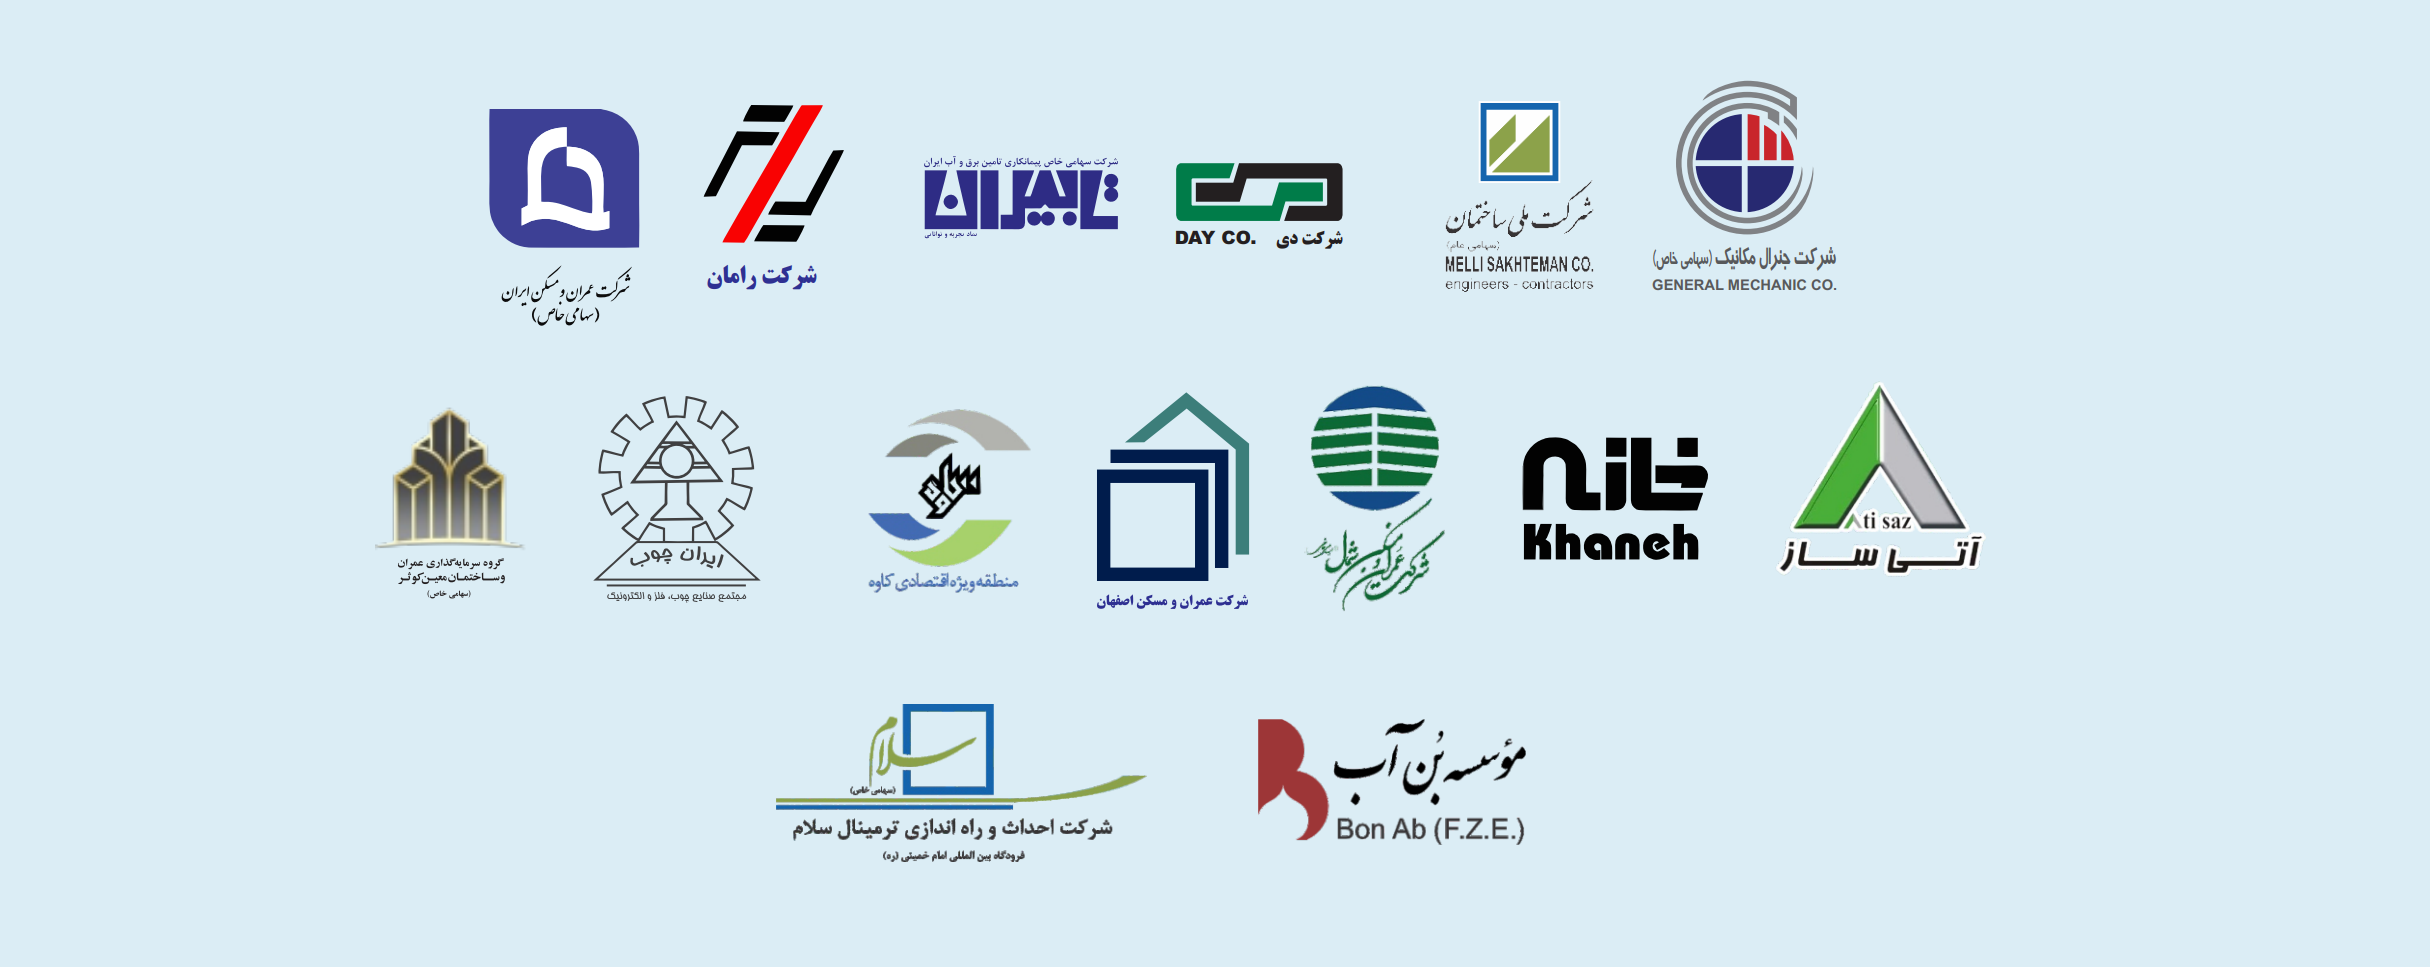 شرکت عمران و مسکن ایران
(سهامی خاص)
شرکت رامان
شرکت سهامی خاص پیمانکاری تامین برق و آب ایران
تابیران
بنیاد تجربه و توانایی
DAY CO. شرکت دی
شرکت ملی ساختمان
(سهامی عام)
MELLI SAKHTEMAN CO.
engineers - contractors
شرکت جنرال مکانیک (سهامی خاص)
GENERAL MECHANIC CO.
گروه سرمایه‌گذاری عمران
وساختمان معین‌کوثر
(سهامی خاص)
ایران چوب
مجتمع صنایع چوب، فلز و الکترونیک
منطقه ویژه اقتصادی کاوه
شرکت عمران و مسکن اصفهان
شرکت عمران و مسکن شمال
خانه
Khaneh
Ati saz
آتی ساز
سلام
(سهامی خاص)
شرکت احداث و راه اندازی ترمینال سلام
فرودگاه بین المللی امام خمینی (ره)
مؤسسه بُن آب
Bon Ab (F.Z.E.)